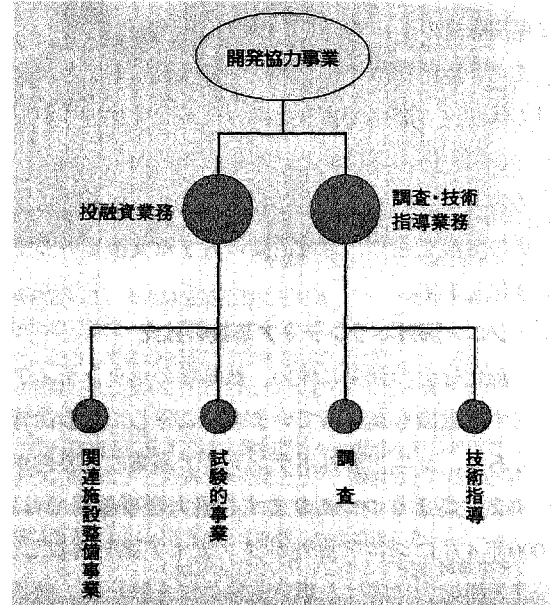 開発協力事業
投融資業務
調査・技術
指導業務
関連施設整備事業
試験的事業
調査
技術指導